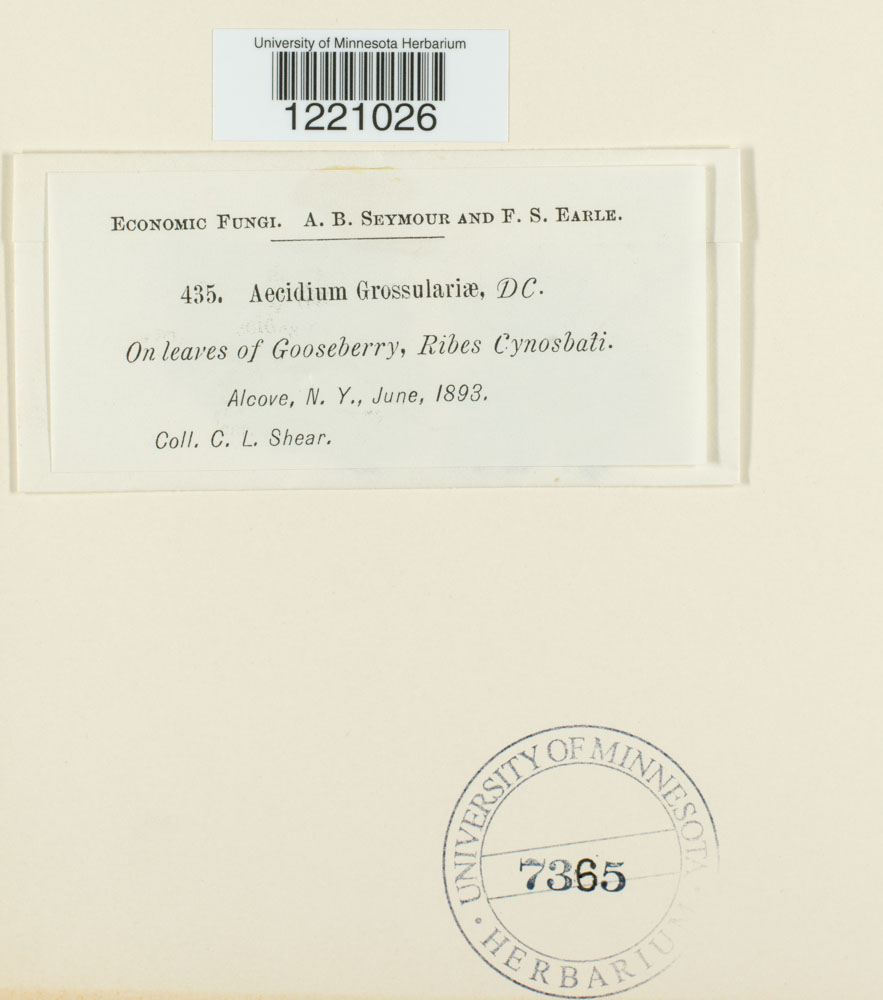 University of Minnesota Herbarium
1221026
Economic Fungi. A. B. Seymour and F. S. Earle.
435. Aecidium Grossulariæ, DC.
On leaves of Gooseberry, Ribes Cynosbati.
Alcove, N. Y., June, 1893.
Coll. C. L. Shear.
UNIVERSITY OF MINNESOTA
7365
· HERBARIUM ·